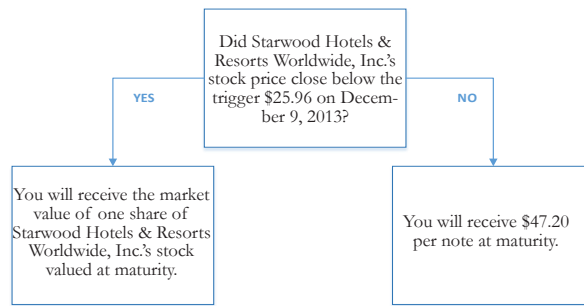 Did Starwood Hotels &
Resorts Worldwide, Inc.'s
stock price close below the
trigger $25.96 on Decem-
ber 9, 2013?
YES
NO
You will receive the market
value of one share of
Starwood Hotels & Resorts
Worldwide, Inc.'s stock
valued at maturity.
You will receive $47.20
per note at maturity.